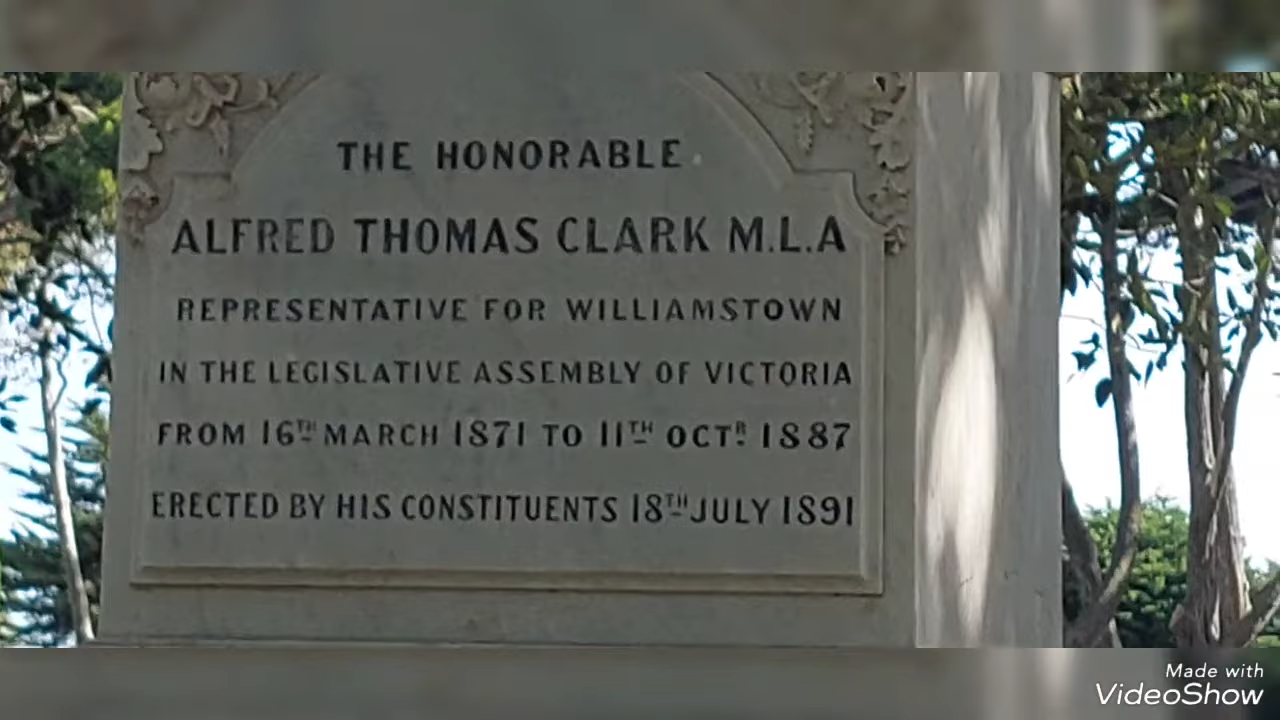 THE HONORABLE
ALFRED THOMAS CLARK M.L.A
REPRESENTATIVE FOR WILLIAMSTOWN
IN THE LEGISLATIVE ASSEMBLY OF VICTORIA
FROM 16TH MARCH 1871 TO 11TH OCTR 1887
ERECTED BY HIS CONSTITUENTS 18TH JULY 1891
Made with
VideoShow